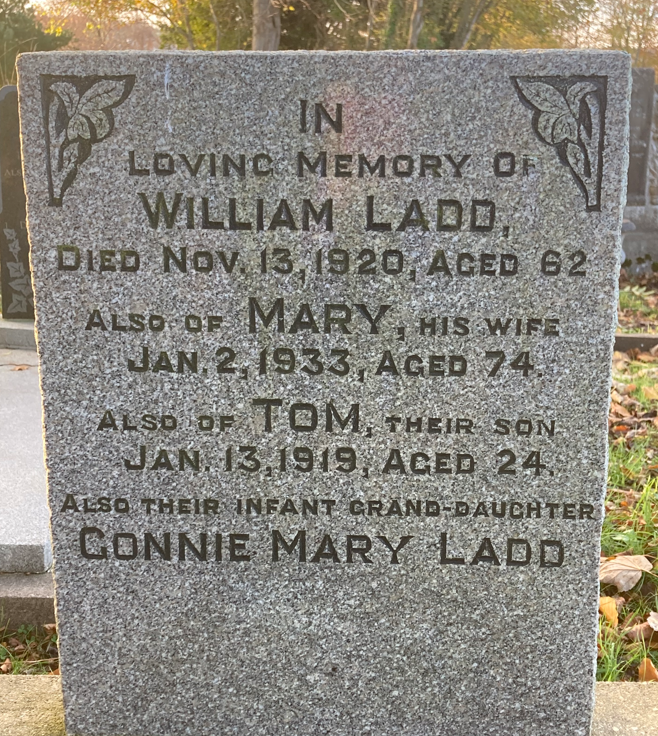 IN
LOVING MEMORY OF
WILLIAM LADD,
DIED NOV. 13, 1920, AGED 62
ALSO OF MARY, HIS WIFE
JAN. 2, 1933, AGED 74.
ALSO OF TOM, THEIR SON
JAN. 13, 1919, AGED 24.
ALSO THEIR INFANT GRAND-DAUGHTER
CONNIE MARY LADD